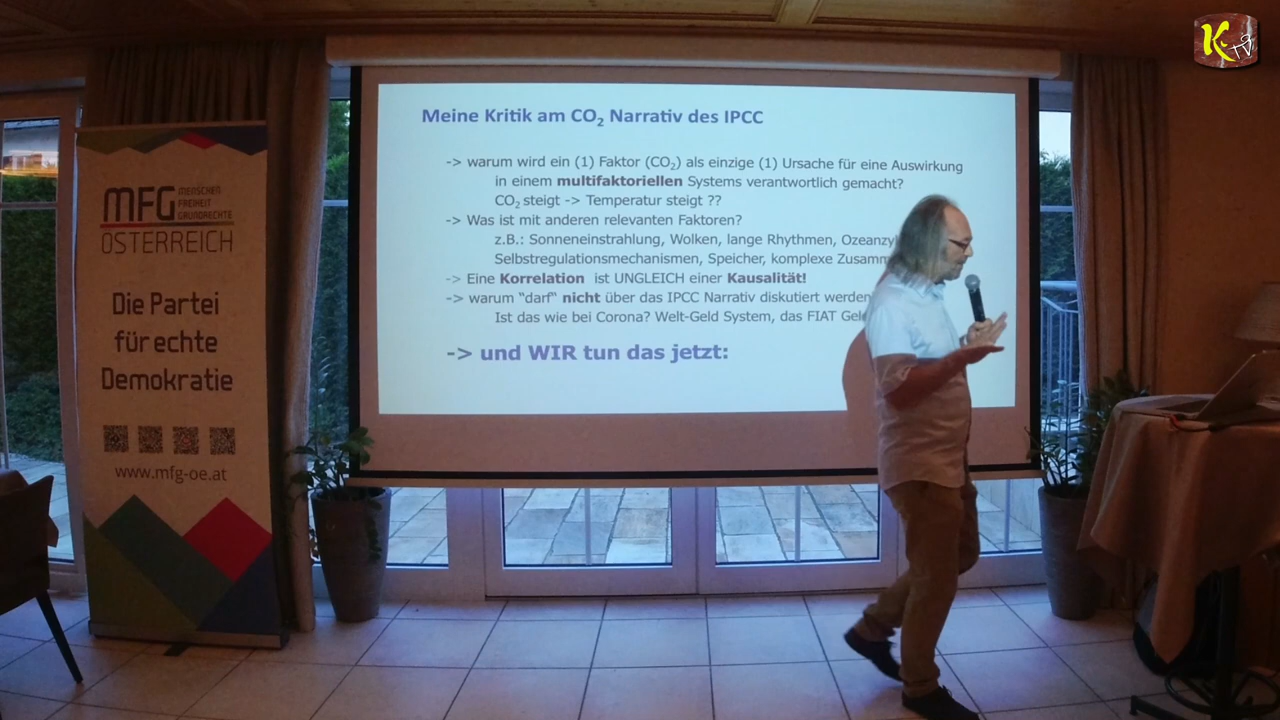 K
TV
MFG MENSCHEN
FREIHEIT
GRUNDRECHTE
ÖSTERREICH
Die Partei
für echte
Demokratie
www.mfg-oe.at
Meine Kritik am CO₂ Narrativ des IPCC
-> warum wird ein (1) Faktor (CO₂) als einzige (1) Ursache für eine Auswirkung
in einem multifaktoriellen Systems verantwortlich gemacht?
CO₂ steigt -> Temperatur steigt ??
-> Was ist mit anderen relevanten Faktoren?
z.B.: Sonneneinstrahlung, Wolken, lange Rhythmen,
Selbstregulationsmechanismen, Speicher, komplexe
-> Eine Korrelation ist UNGLEICH einer Kausalität!
-> warum "darf" nicht über das IPCC Narrativ diskutiert werden
Ist das wie bei Corona? Welt-Geld System, das FIAT
-> und WIR tun das jetzt: